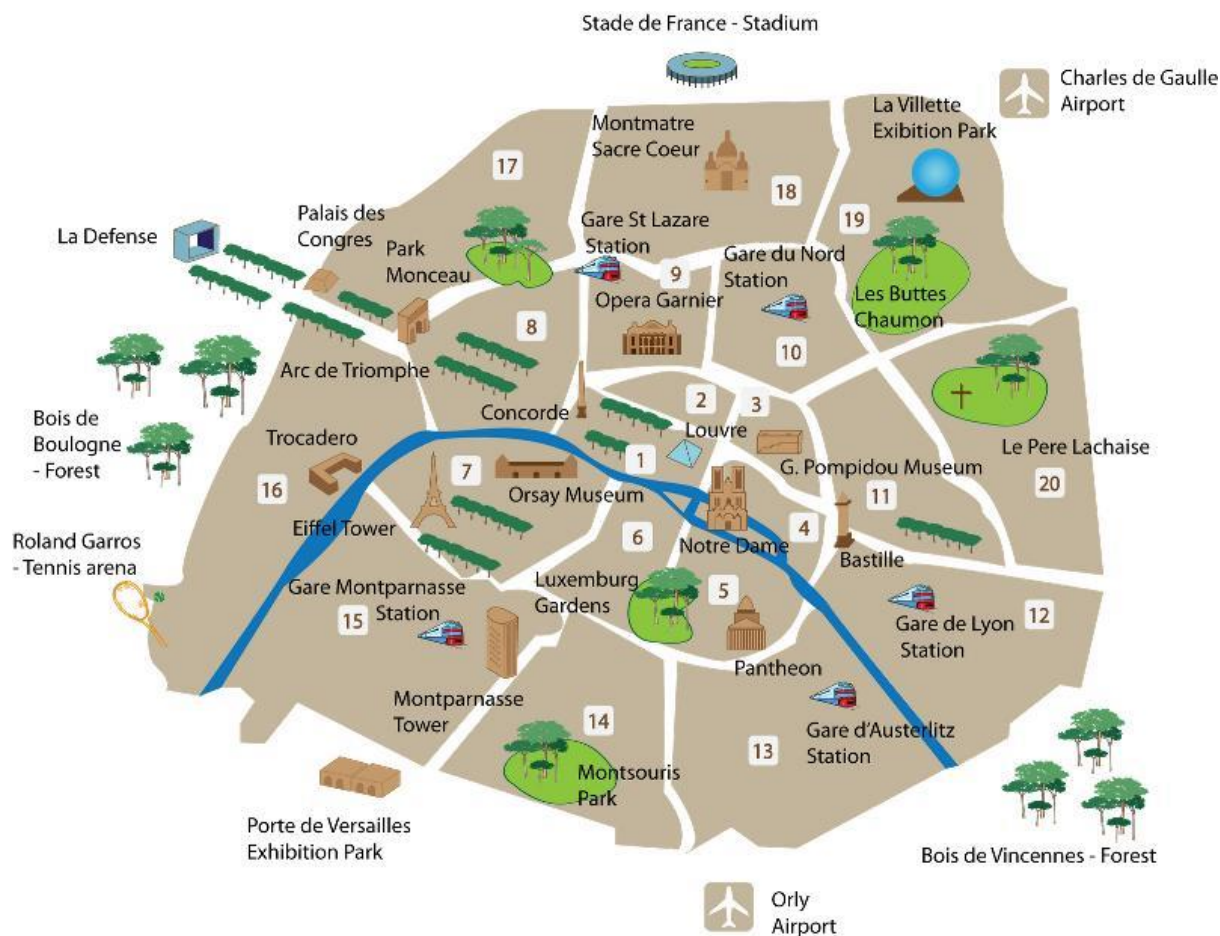 Stade de France - Stadium
Charles de Gaulle
Airport
La Villette
Exibition Park
Montmatre
Sacre Coeur
17
18
19
Palais des
Congres
La Defense
Park
Monceau
Gare St Lazare
Station
Gare du Nord
Station
9
Opera Garnier
Les Buttes
Chaumon
8
10
Arc de Triomphe
Concorde
2
3
Louvre
Bois de
Boulogne
- Forest
Trocadero
Le Pere Lachaise
1
G. Pompidou Museum
7
16
Orsay Museum
11
20
Eiffel Tower
6
4
Notre Dame
Roland Garros
- Tennis arena
Bastille
Gare Montparnasse
Station
Luxemburg
Gardens
5
15
12
Gare de Lyon
Station
Pantheon
Montparnasse
Tower
14
13
Gare d'Austerlitz
Station
Montsouris
Park
Porte de Versailles
Exhibition Park
Bois de Vincennes - Forest
Orly
Airport